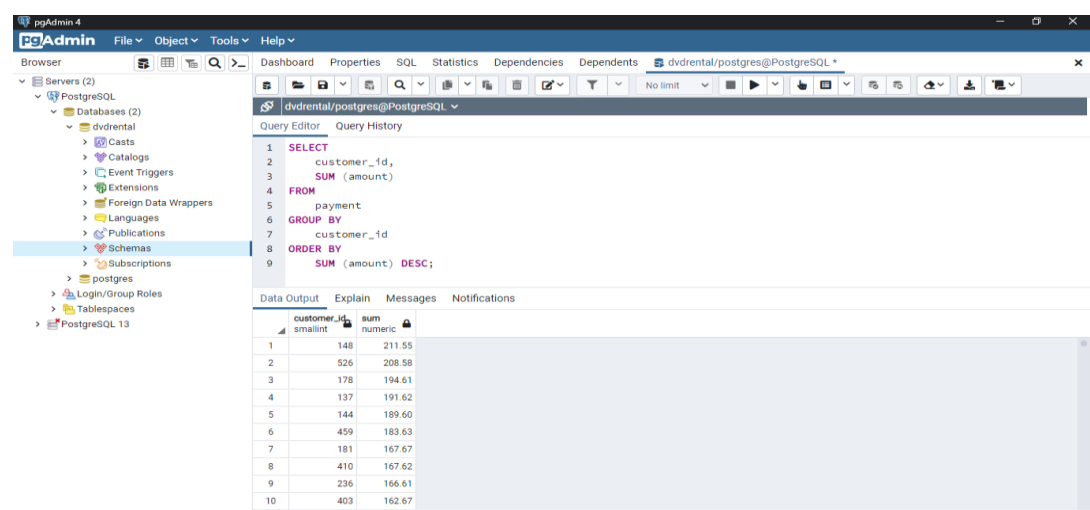 pgAdmin 4
pgAdmin File Object Tools Help
Browser
Dashboard Properties SQL Statistics Dependencies Dependents dvdrental/postgres@PostgreSQL *
No limit
dvdrental/postgres@PostgreSQL
Query Editor Query History
Servers (2)
PostgreSQL
Databases (2)
dvdrental
Casts
Catalogs
Event Triggers
Extensions
Foreign Data Wrappers
Languages
Publications
Schemas
Subscriptions
postgres
Login/Group Roles
Tablespaces
PostgreSQL 13
1 SELECT
2 customer_id,
3 SUM (amount)
4 FROM
5 payment
6 GROUP BY
7 customer_id
8 ORDER BY
9 SUM (amount) DESC;
Data Output Explain Messages Notifications
customer_id sum
smallint numeric
1 148 211.55
2 526 208.58
3 178 194.61
4 137 191.62
5 144 189.60
6 459 183.63
7 181 167.67
8 410 167.62
9 236 166.61
10 403 162.67